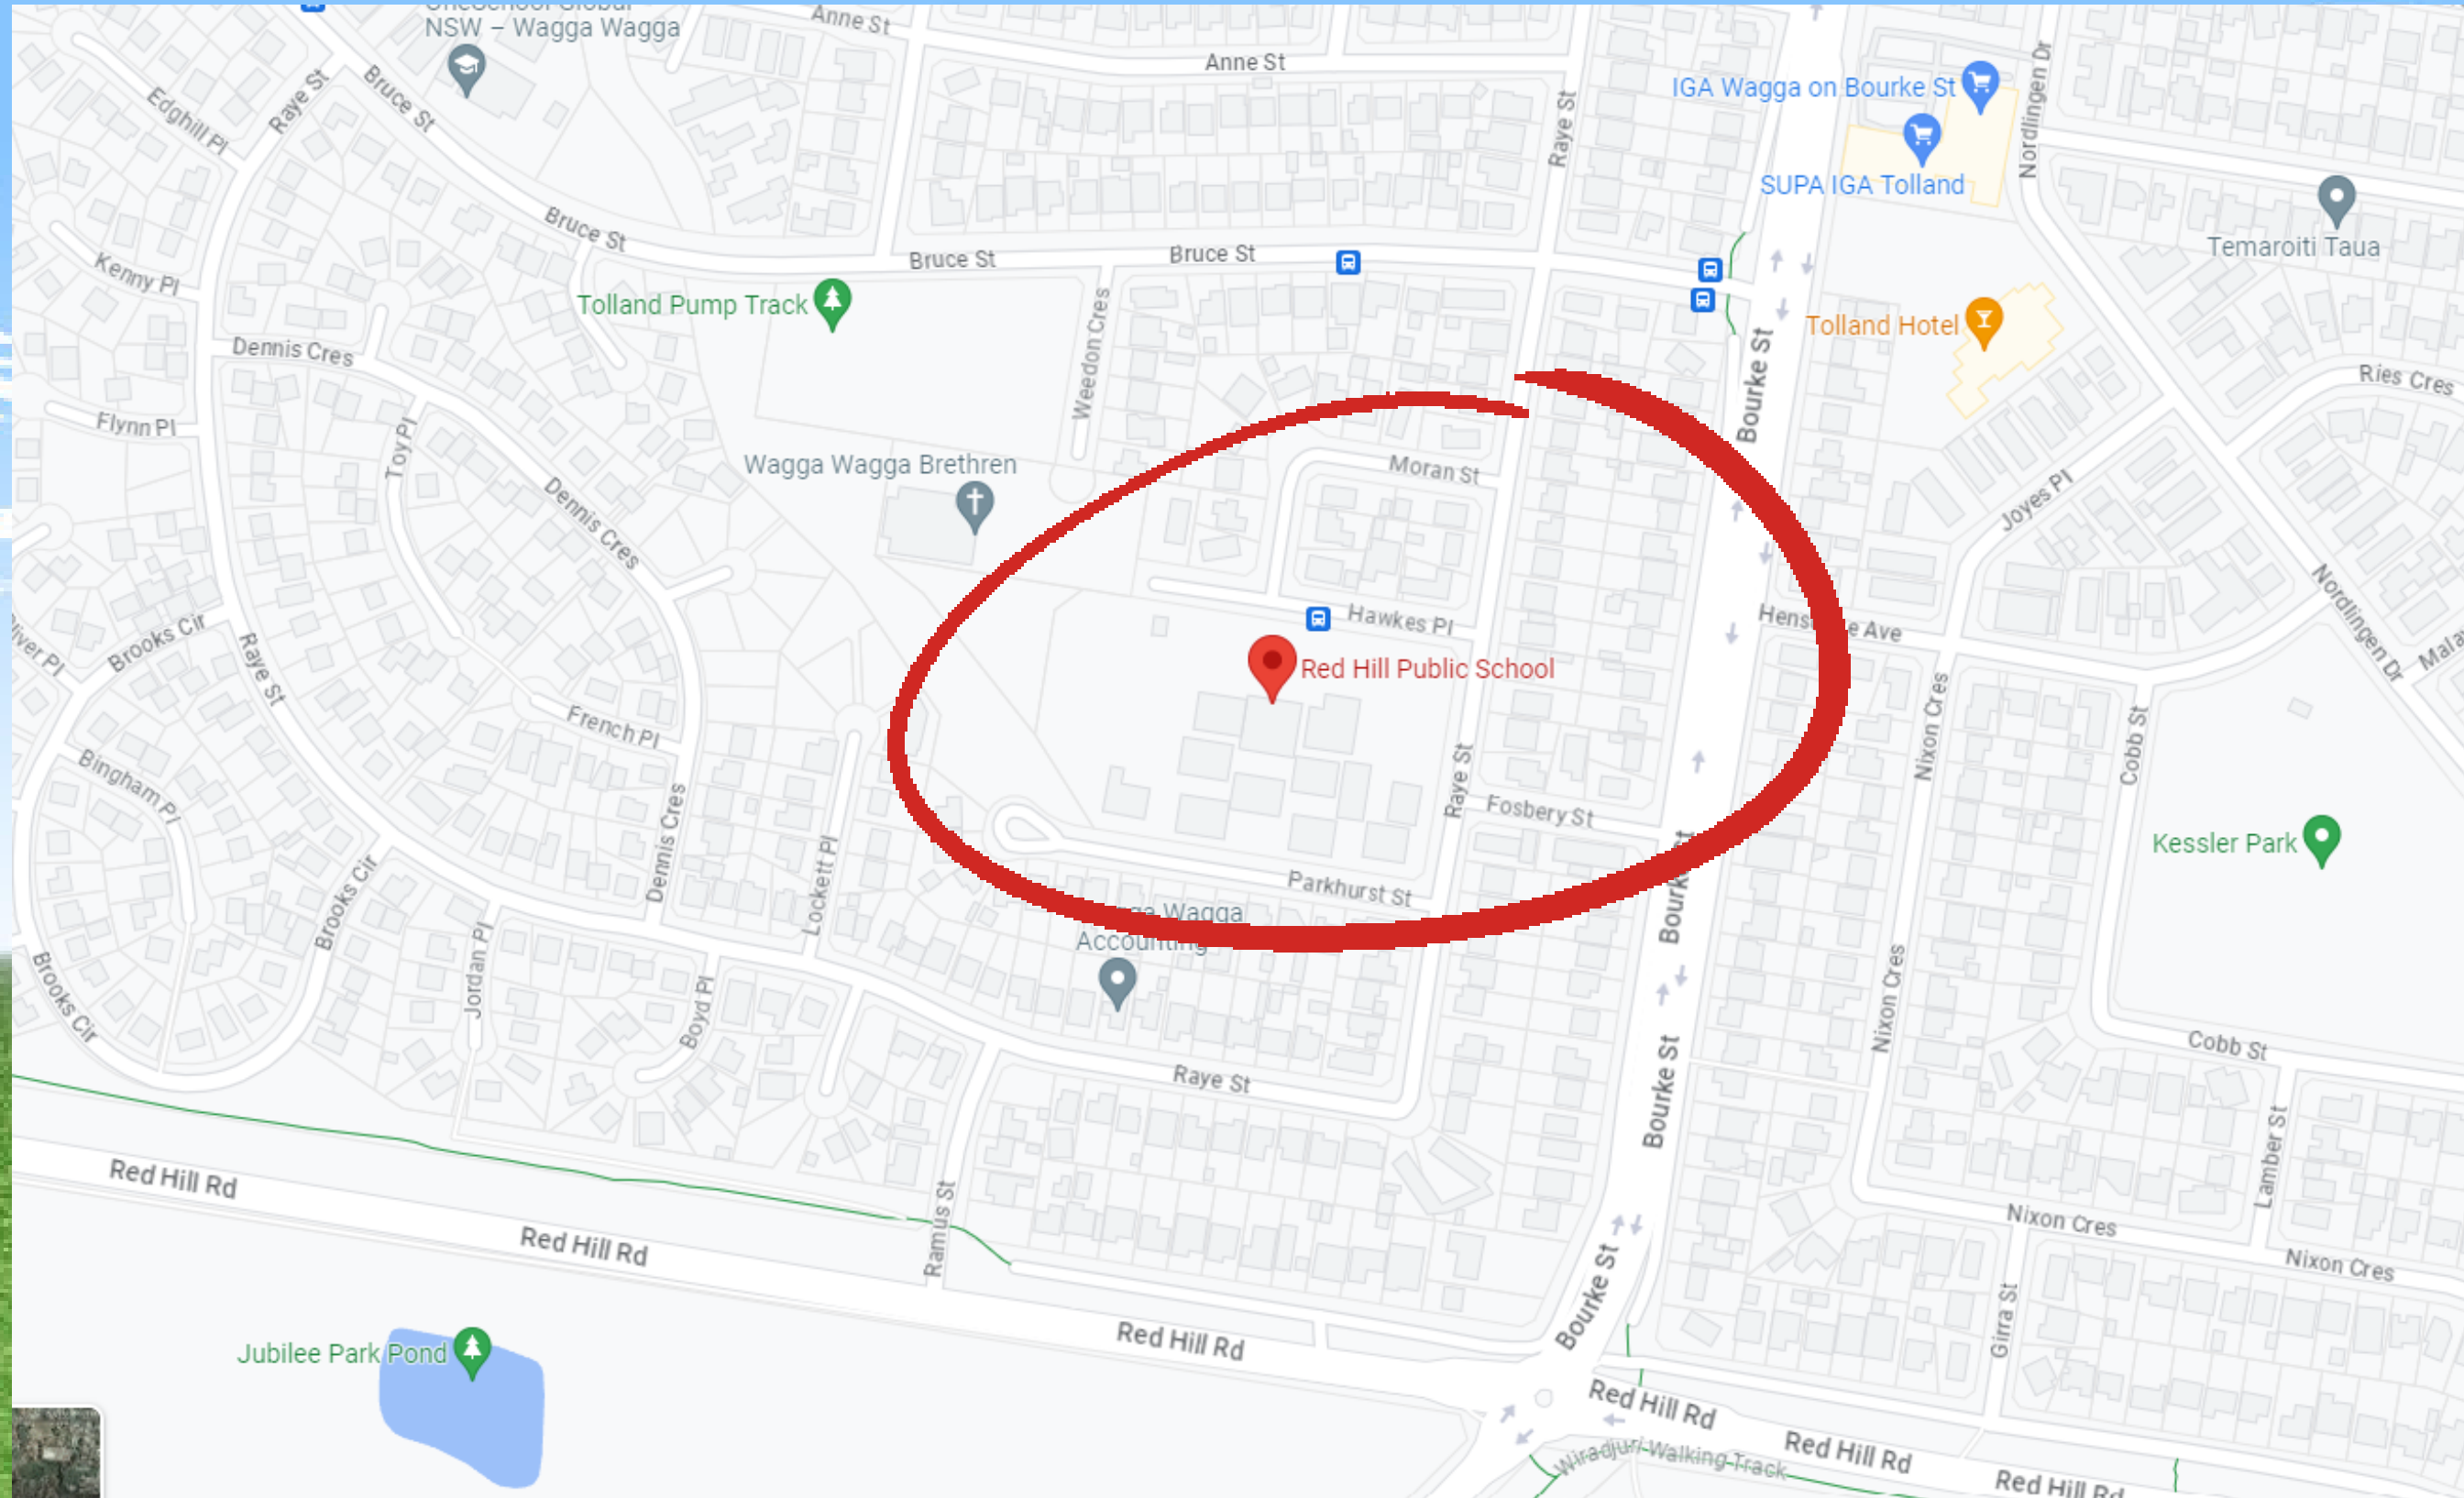 NSW – Wagga Wagga
Anne St
Anne St
Edghill Pl
Raye St
Bruce St
Raye St
IGA Wagga on Bourke St
SUPA IGA Tolland
Nordlingen Dr
Temaroiti Taua
Bruce St
Bruce St
Bruce St
Kenny Pl
Tolland Pump Track
Weedon Cres
Bourke St
Tolland Hotel
Dennis Cres
Ries Cres
Flynn Pl
Toy Pl
Dennis Cres
Wagga Wagga Brethren
Moran St
Joyes Pl
Nordlingen Dr
Brooks Cir
Raye St
Hawkes Pl
Ave
Red Hill Public School
French Pl
Nixon Cres
Cobb St
Bingham Pl
Dennis Cres
Lockett Pl
Raye St
Fosbery St
Kessler Park
Brooks Cir
Parkhurst St
Bourke St
Wagga
Accounting
Jordan Pl
Boyd Pl
Brooks Cir
Nixon Cres
Cobb St
Raye St
Bourke St
Lamber St
Red Hill Rd
Ramus St
Nixon Cres
Nixon Cres
Red Hill Rd
Bourke St
Girra St
Red Hill Rd
Jubilee Park Pond
Red Hill Rd
Red Hill Rd
Wiradjuri Walking Track
Red Hill Rd